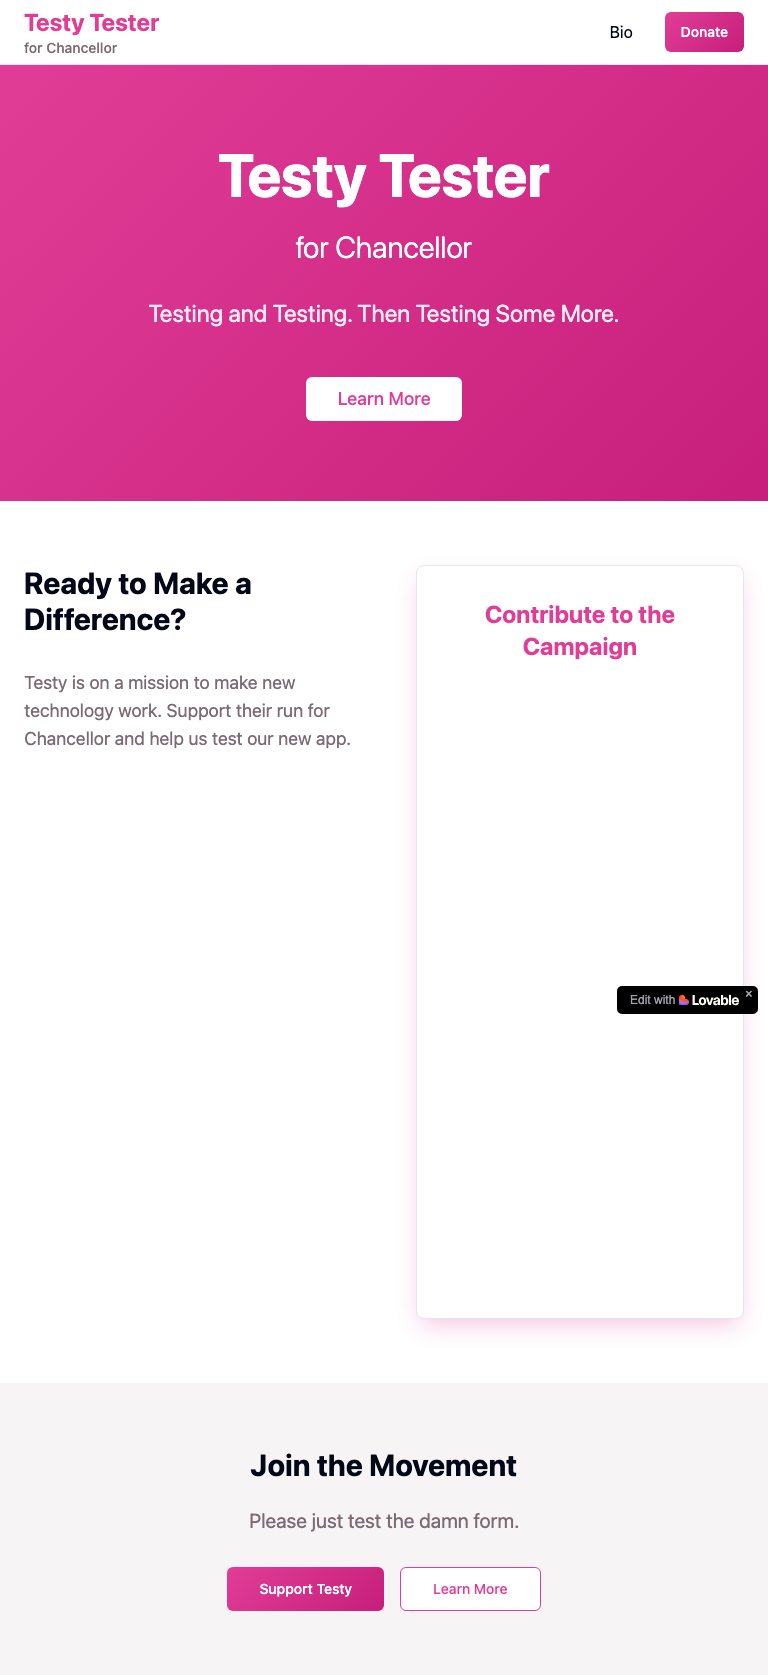 Testy Tester
for Chancellor
Bio
Donate
Testy Tester
for Chancellor
Testing and Testing. Then Testing Some More.
Learn More
Ready to Make a
Difference?
Testy is on a mission to make new
technology work. Support their run for
Chancellor and help us test our new app.
Contribute to the
Campaign
Edit with Lovable ×
Join the Movement
Please just test the damn form.
Support Testy
Learn More